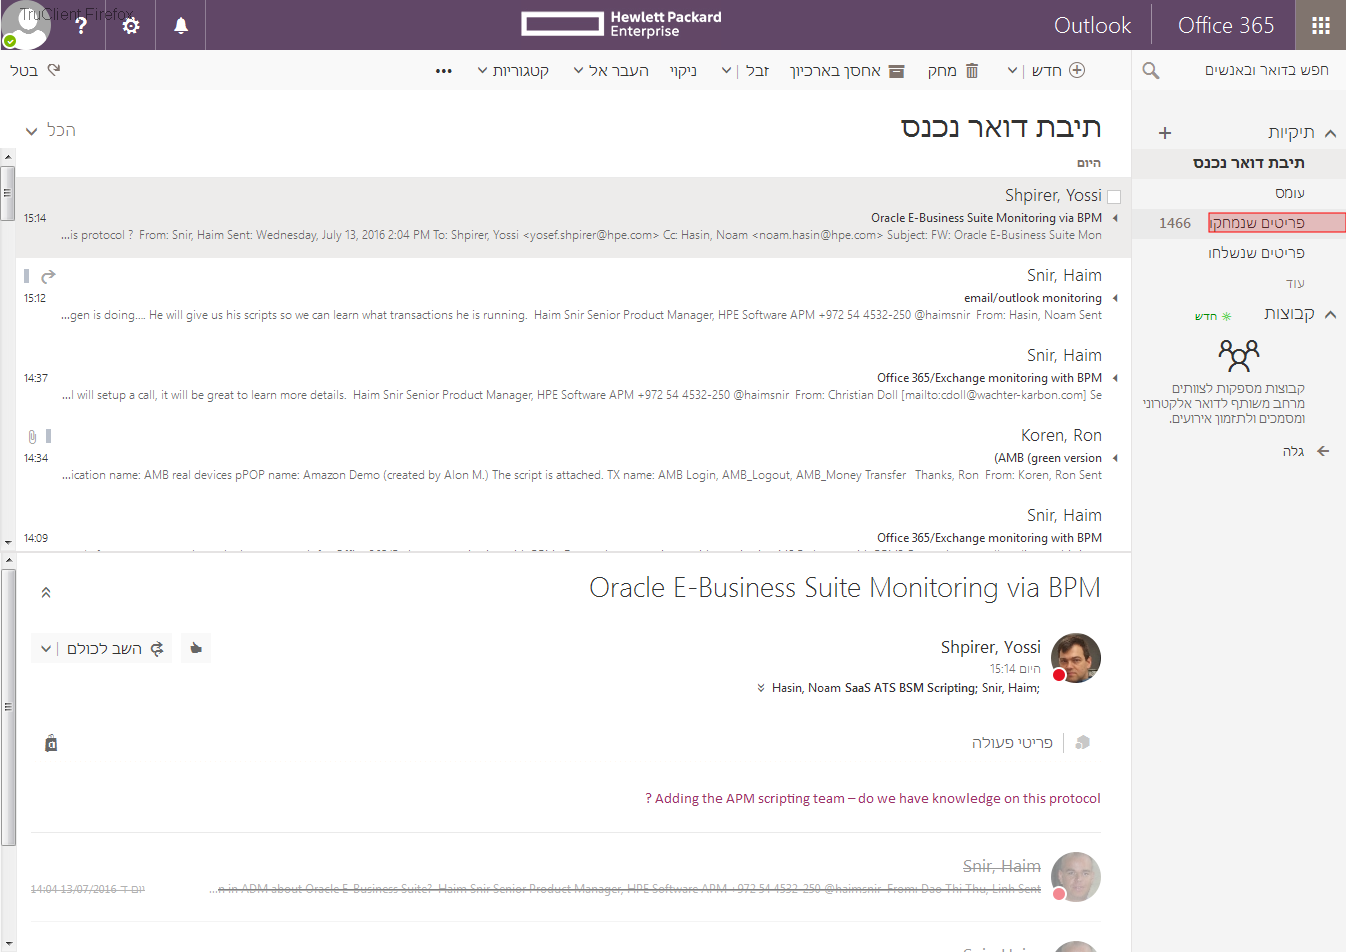 TruClient Firefox
?
Hewlett Packard
Enterprise
Outlook
Office 365
חפש בדואר ובאנשים
חדש
מחק
אחסן בארכיון
זבל
ניקוי
העבר אל
קטגוריות
•••
בטל
תיקיות
תיבת דואר נכנס
עומס
פריטים שנמחקו
1466
פריטים שנשלחו
עוד
קבוצות
חדש
קבוצות מספקות לצוותים
מרחב משותף לדואר אלקטרוני
ומסמכים ולתזמון אירועים.
גלה
תיבת דואר נכנס
הכל
היום
Shpirer, Yossi
Oracle E-Business Suite Monitoring via BPM
15:14
...is protocol ? From: Snir, Haim Sent: Wednesday, July 13, 2016 2:04 PM To: Shpirer, Yossi <yosef.shpirer@hpe.com> Cc: Hasin, Noam <noam.hasin@hpe.com> Subject: FW: Oracle E-Business Suite Mon
Snir, Haim
email/outlook monitoring
15:12
...gen is doing.... He will give us his scripts so we can learn what transactions he is running. Haim Snir Senior Product Manager, HPE Software APM +972 54 4532-250 @haimsnir From: Hasin, Noam Sent
Snir, Haim
Office 365/Exchange monitoring with BPM
14:37
...I will setup a call, it will be great to learn more details. Haim Snir Senior Product Manager, HPE Software APM +972 54 4532-250 @haimsnir From: Christian Doll [mailto:cdoll@wachter-karbon.com] Se
Koren, Ron
(AMB (green version
14:34
...ication name: AMB real devices pPOP name: Amazon Demo (created by Alon M.) The script is attached. TX name: AMB Login, AMB_Logout, AMB_Money Transfer Thanks, Ron From: Koren, Ron Sent
Snir, Haim
Office 365/Exchange monitoring with BPM
14:09
Oracle E-Business Suite Monitoring via BPM
השב לכולם
Shpirer, Yossi
היום 15:14
Hasin, Noam SaaS ATS BSM Scripting; Snir, Haim;
פריטי פעולה
? Adding the APM scripting team – do we have knowledge on this protocol
Snir, Haim
יום ד 13/07/2016 14:04
...n in ADM about Oracle E-Business Suite? Haim Snir Senior Product Manager, HPE Software APM +972 54 4532-250 @haimsnir From: Dao Thi Thu, Linh Sent